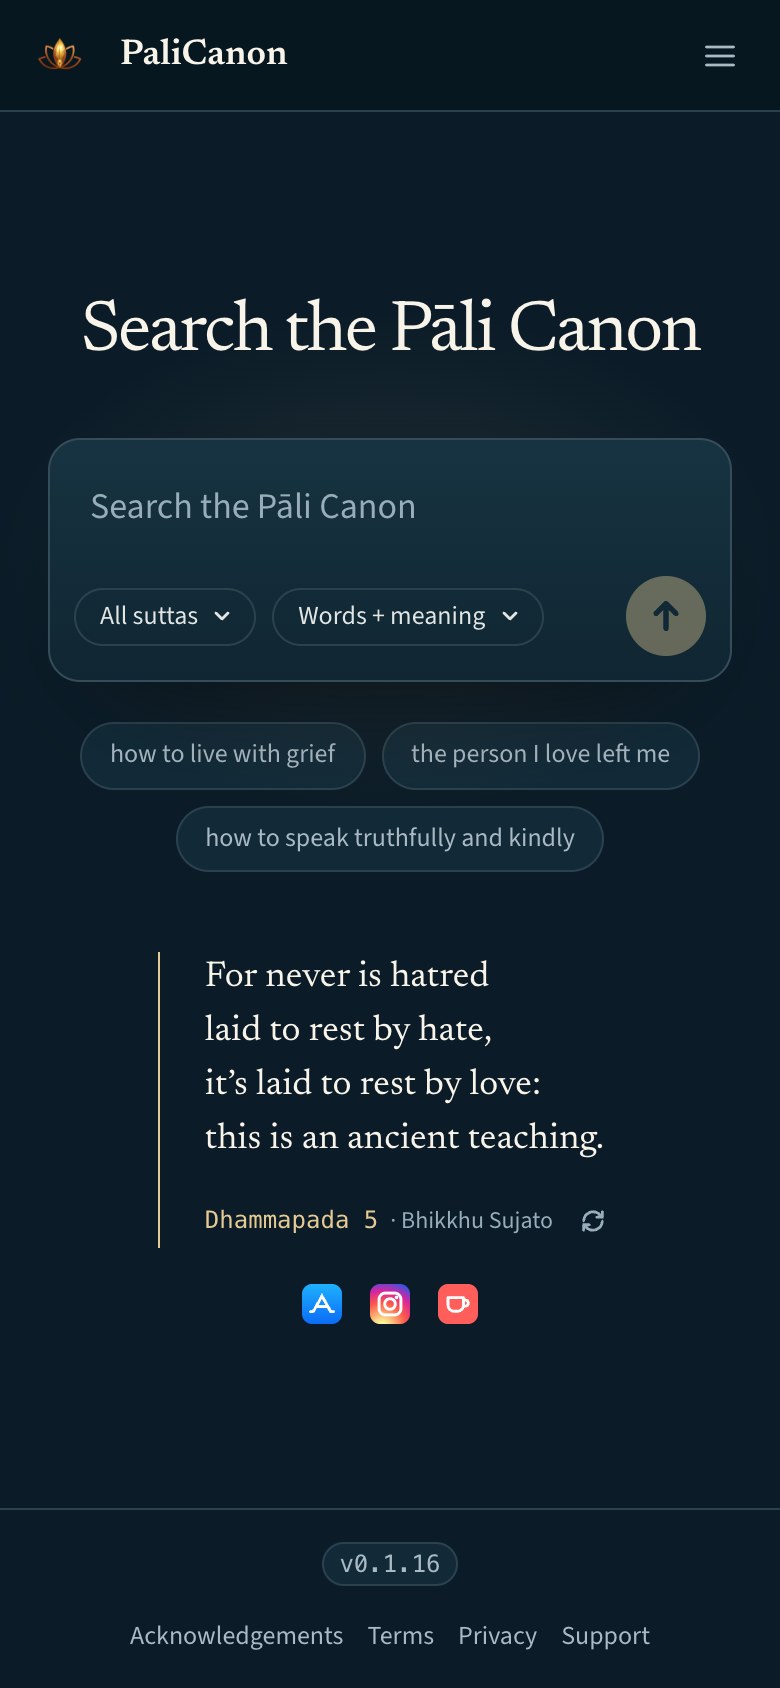 PaliCanon
Search the Pāli Canon
Search the Pāli Canon
All suttas
Words + meaning
how to live with grief
the person I love left me
how to speak truthfully and kindly
For never is hatred
laid to rest by hate,
it’s laid to rest by love:
this is an ancient teaching.
Dhammapada 5 · Bhikkhu Sujato
v0.1.16
Acknowledgements Terms Privacy Support